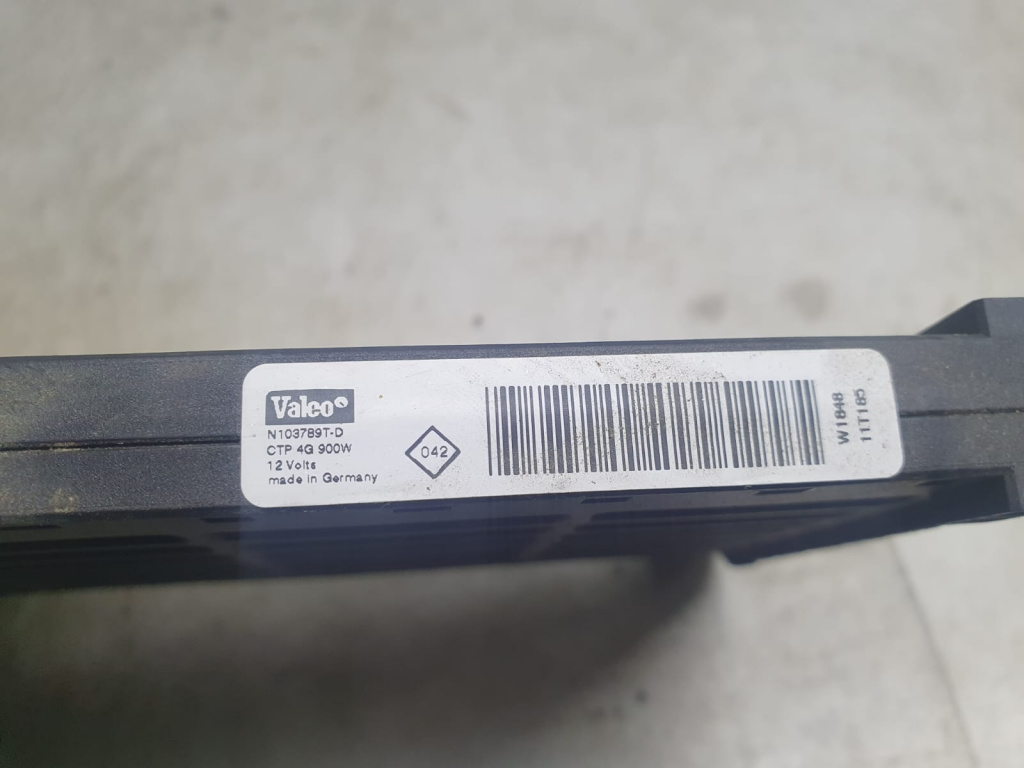 Valeo
N103789T-D
CTP 4G 900W
12 Volts
made in Germany
042
W1848
11T185